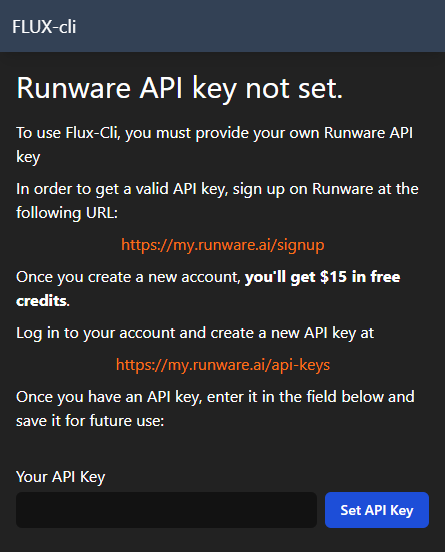 FLUX-cli
Runware API key not set.
To use Flux-Cli, you must provide your own Runware API
key
In order to get a valid API key, sign up on Runware at the
following URL:
https://my.runware.ai/signup
Once you create a new account, you'll get $15 in free
credits.
Log in to your account and create a new API key at
https://my.runware.ai/api-keys
Once you have an API key, enter it in the field below and
save it for future use:
Your API Key
Set API Key